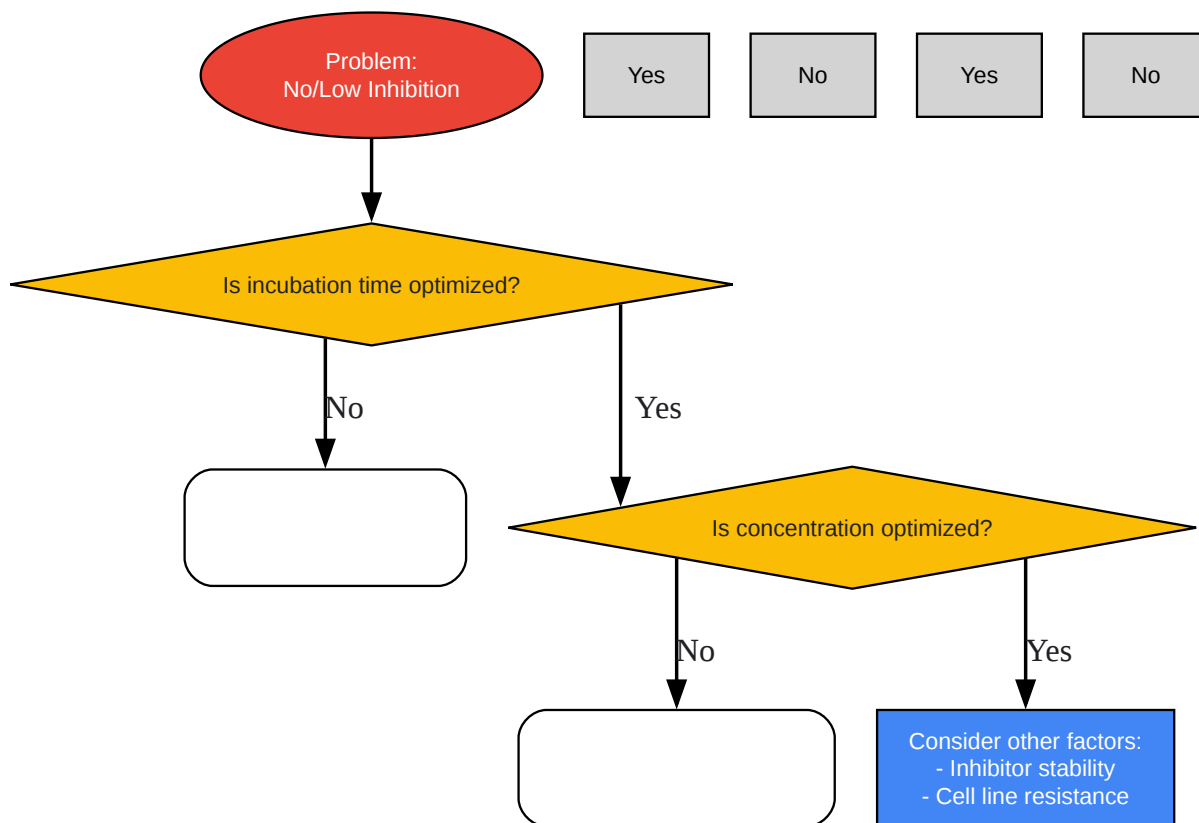 Problem:
No/Low Inhibition
Yes
No
Yes
No
Is incubation time optimized?
No
Yes
Is concentration optimized?
No
Yes
Consider other factors:
- Inhibitor stability
- Cell line resistance